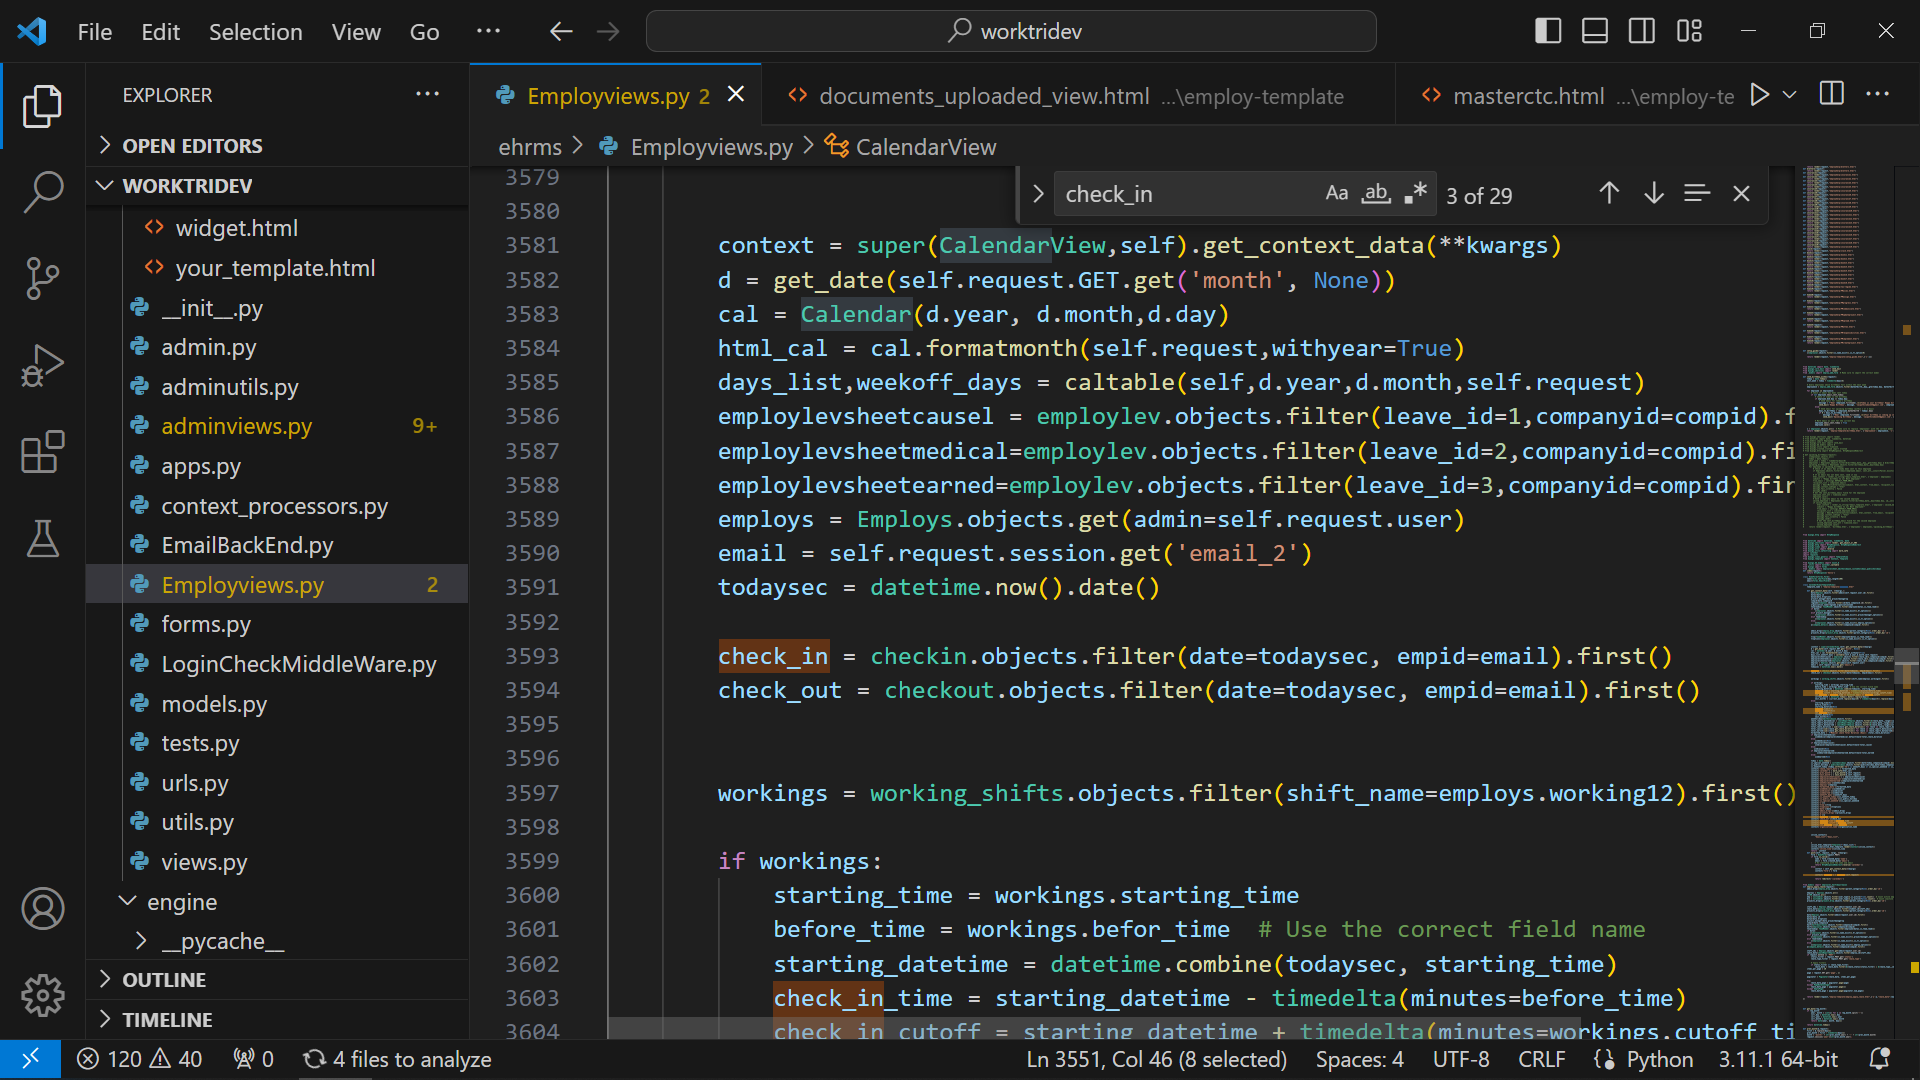 File Edit Selection View Go ··· worktridev
EXPLORER ···
OPEN EDITORS
WORKTRIDEV
widget.html
your_template.html
__init__.py
admin.py
adminutils.py
adminviews.py 9+
apps.py
context_processors.py
EmailBackEnd.py
Employviews.py 2
forms.py
LoginCheckMiddleWare.py
models.py
tests.py
urls.py
utils.py
views.py
engine
__pycache__
OUTLINE
TIMELINE
Employviews.py 2 documents_uploaded_view.html ...\employ-template masterctc.html ...\employ-te ···
ehrms > Employviews.py > CalendarView
check_in Aa ab .* 3 of 29
3579
3580
3581 context = super(CalendarView,self).get_context_data(**kwargs)
3582 d = get_date(self.request.GET.get('month', None))
3583 cal = Calendar(d.year, d.month,d.day)
3584 html_cal = cal.formatmonth(self.request,withyear=True)
3585 days_list,weekoff_days = caltable(self,d.year,d.month,self.request)
3586 employlevsheetcausel = employlev.objects.filter(leave_id=1,companyid=compid).f
3587 employlevsheetmedical=employlev.objects.filter(leave_id=2,companyid=compid).fi
3588 employlevsheetearned=employlev.objects.filter(leave_id=3,companyid=compid).fir
3589 employs = Employs.objects.get(admin=self.request.user)
3590 email = self.request.session.get('email_2')
3591 todaysec = datetime.now().date()
3592
3593 check_in = checkin.objects.filter(date=todaysec, empid=email).first()
3594 check_out = checkout.objects.filter(date=todaysec, empid=email).first()
3595
3596
3597 workings = working_shifts.objects.filter(shift_name=employs.working12).first()
3598
3599 if workings:
3600 starting_time = workings.starting_time
3601 before_time = workings.befor_time # Use the correct field name
3602 starting_datetime = datetime.combine(todaysec, starting_time)
3603 check_in_time = starting_datetime - timedelta(minutes=before_time)
3604 check_in_cutoff = starting_datetime + timedelta(minutes=workings.cutoff_ti
120 40 0 4 files to analyze Ln 3551, Col 46 (8 selected) Spaces: 4 UTF-8 CRLF {} Python 3.11.1 64-bit